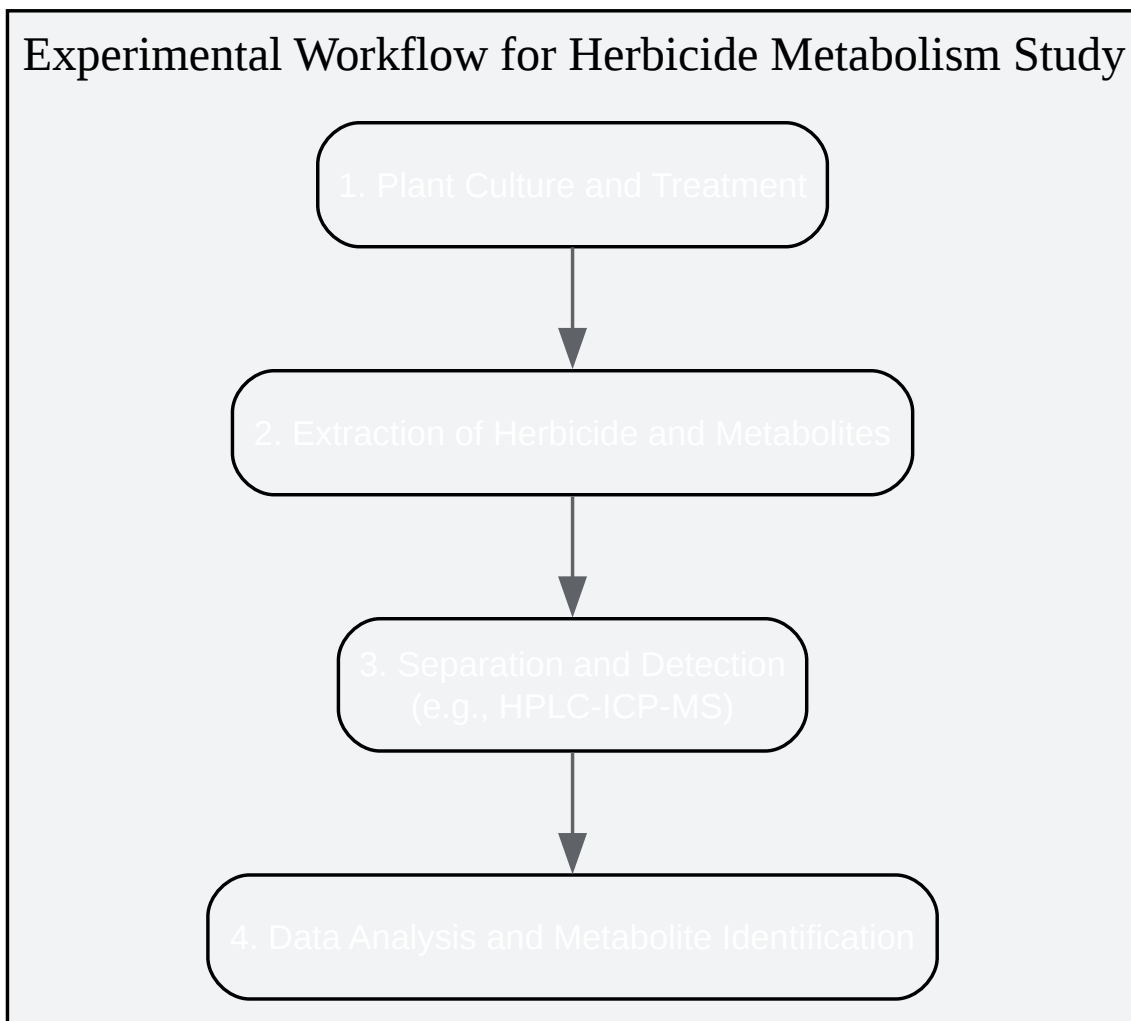 Experimental Workflow for Herbicide Metabolism Study
1. Plant Culture and Treatment
2. Extraction of Herbicide and Metabolites
3. Separation and Detection
(e.g., HPLC-ICP-MS)
4. Data Analysis and Metabolite Identification